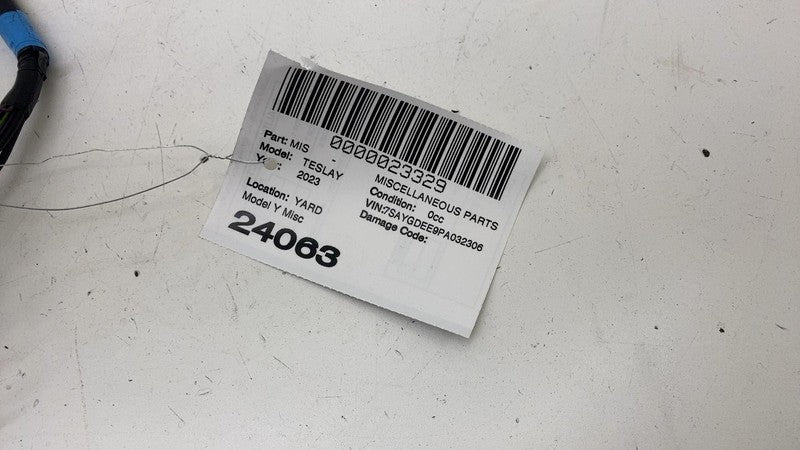 0000023329
Part: MIS -
MISCELLANEOUS PARTS
Model: TESLAY
Condition: 0cc
2023
VIN:7SAYGDEE9PA032306
Damage Code:
Location: YARD
Model Y Misc
24063